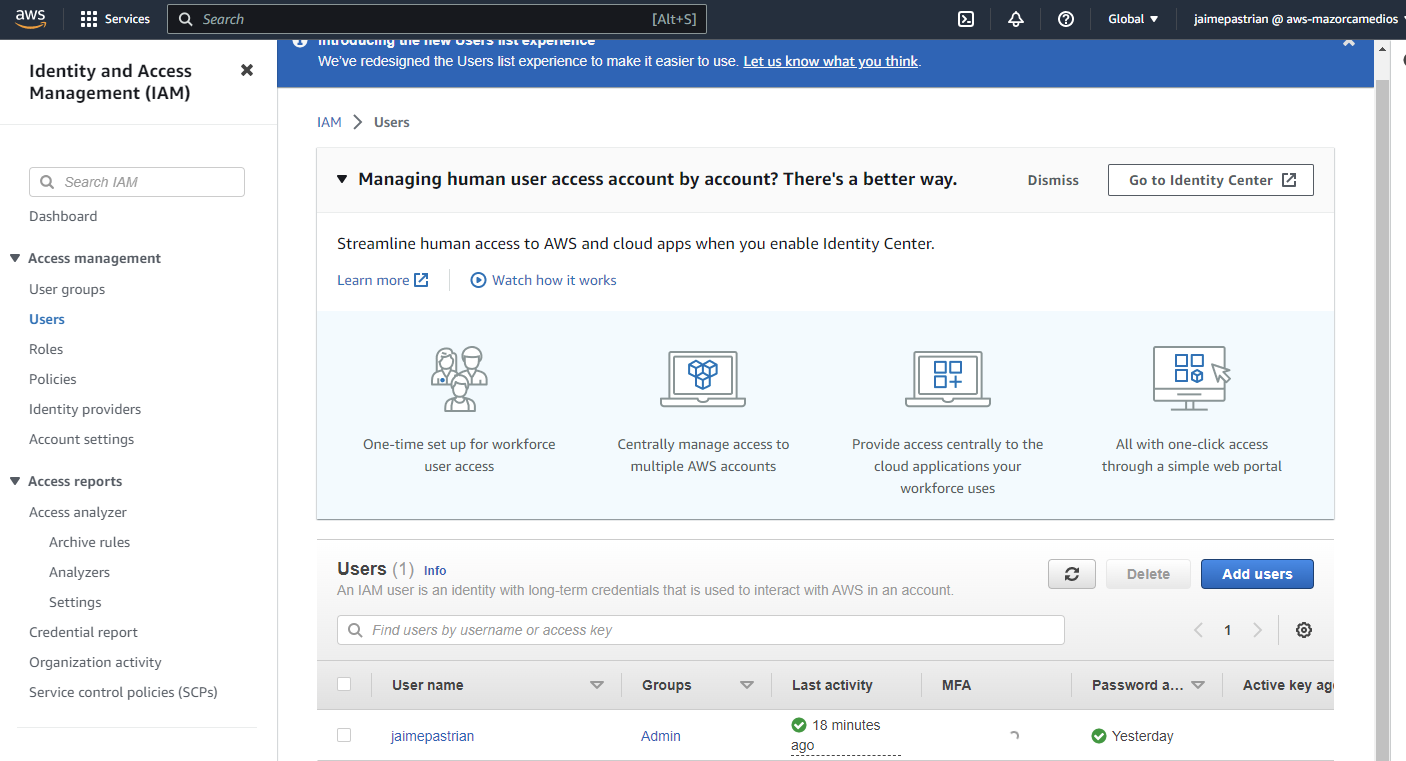 aws
Services
Search
[Alt+S]
Global
jaimepastrian @ aws-mazorcamedios
Identity and Access
Management (IAM)
Search IAM
Dashboard
Access management
User groups
Users
Roles
Policies
Identity providers
Account settings
Access reports
Access analyzer
Archive rules
Analyzers
Settings
Credential report
Organization activity
Service control policies (SCPs)
Introducing the new Users list experience
We've redesigned the Users list experience to make it easier to use. Let us know what you think.
IAM > Users
Managing human user access account by account? There's a better way.
Dismiss
Go to Identity Center
Streamline human access to AWS and cloud apps when you enable Identity Center.
Learn more
Watch how it works
One-time set up for workforce
user access
Centrally manage access to
multiple AWS accounts
Provide access centrally to the
cloud applications your
workforce uses
All with one-click access
through a simple web portal
Users (1) Info
An IAM user is an identity with long-term credentials that is used to interact with AWS in an account.
Delete
Add users
Find users by username or access key
1
User name
Groups
Last activity
MFA
Password a...
Active key ag
jaimepastrian
Admin
18 minutes
ago
Yesterday